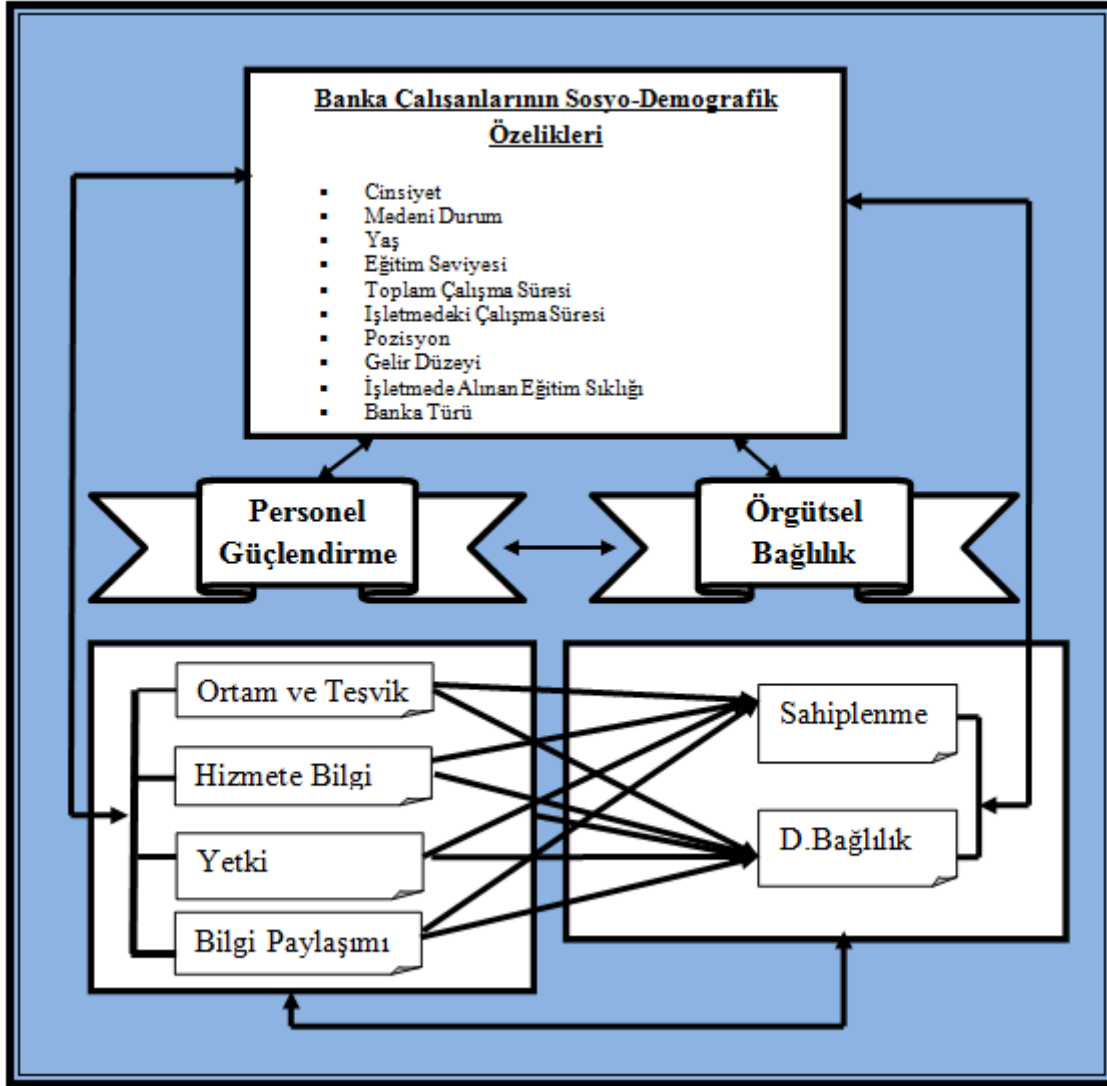 Banka Çalışanlarının Sosyo-Demografik
Özelikleri
▪ Cinsiyet
▪ Medeni Durum
▪ Yaş
▪ Eğitim Seviyesi
▪ Toplam Çalışma Süresi
▪ Işletmedeki Çalışma Süresi
▪ Pozisyon
▪ Gelir Düzeyi
▪ İşletmede Alınan Eğitim Sıklığı
▪ Banka Türü
Personel
Güçlendirme
Örgütsel
Bağlılık
Ortam ve Teşvik
Hizmete Bilgi
Yetki
Bilgi Paylaşımı
Sahiplenme
D.Bağlılık